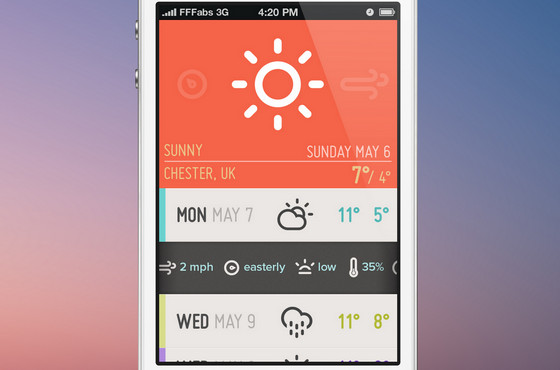 FFFabs 3G 4:20 PM
SUNNY SUNDAY MAY 6
CHESTER, UK 7°/ 4°
MON MAY 7 11° 5°
2 mph easterly low 35%
WED MAY 9 11° 8°